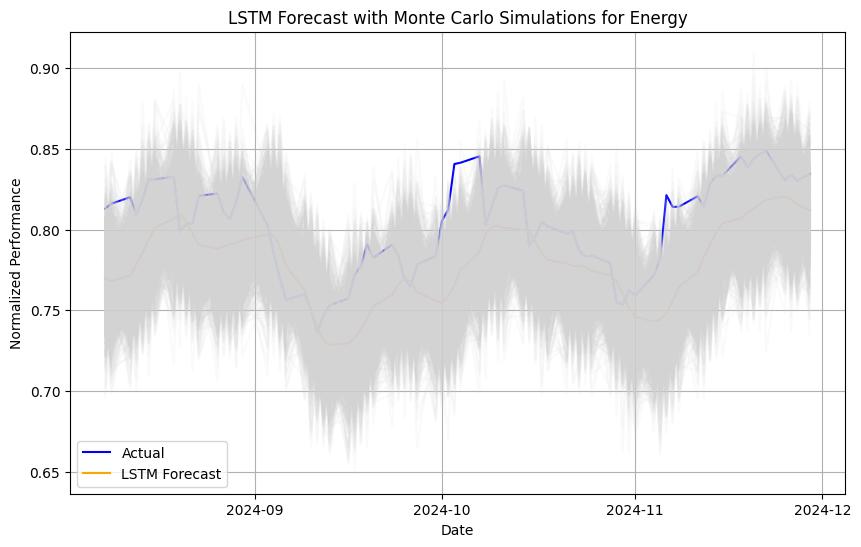 LSTM Forecast with Monte Carlo Simulations for Energy
Normalized Performance
0.90
0.85
0.80
0.75
0.70
0.65
Actual
LSTM Forecast
2024-09
2024-10
2024-11
2024-12
Date